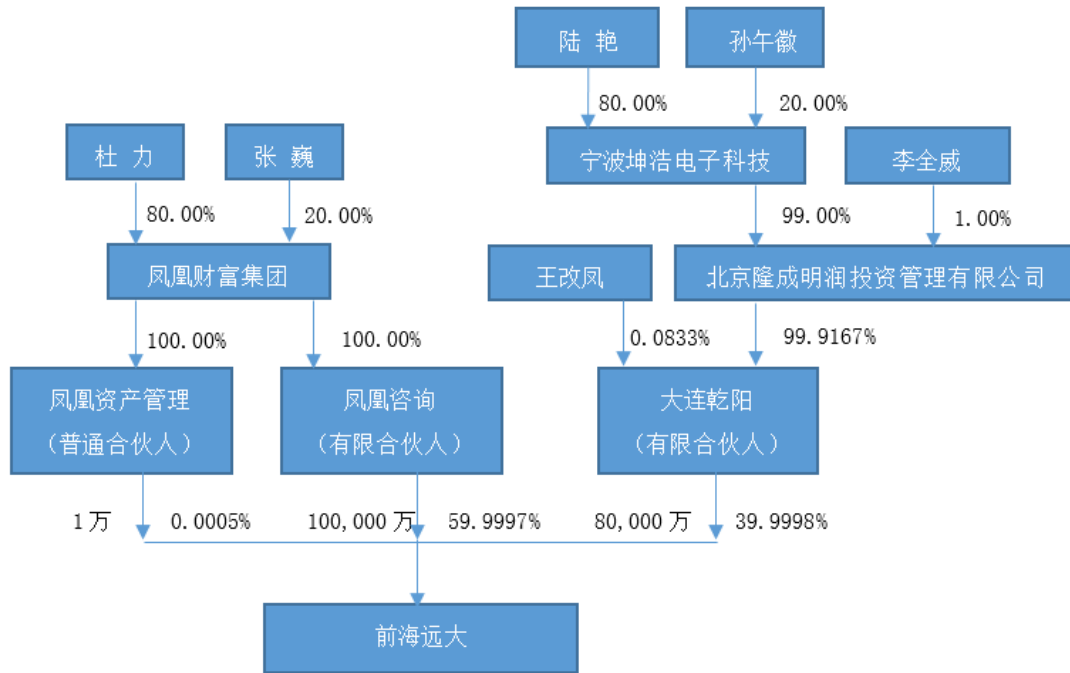 陆 艳
孙午徽
80.00%
20.00%
杜 力
张 巍
宁波坤浩电子科技
李全威
80.00%
20.00%
99.00%
1.00%
凤凰财富集团
王改凤
北京隆成明润投资管理有限公司
100.00%
100.00%
0.0833%
99.9167%
凤凰资产管理
（普通合伙人）
凤凰咨询
（有限合伙人）
大连乾阳
（有限合伙人）
1万
0.0005%
100,000万
59.9997%
80,000万
39.9998%
前海远大